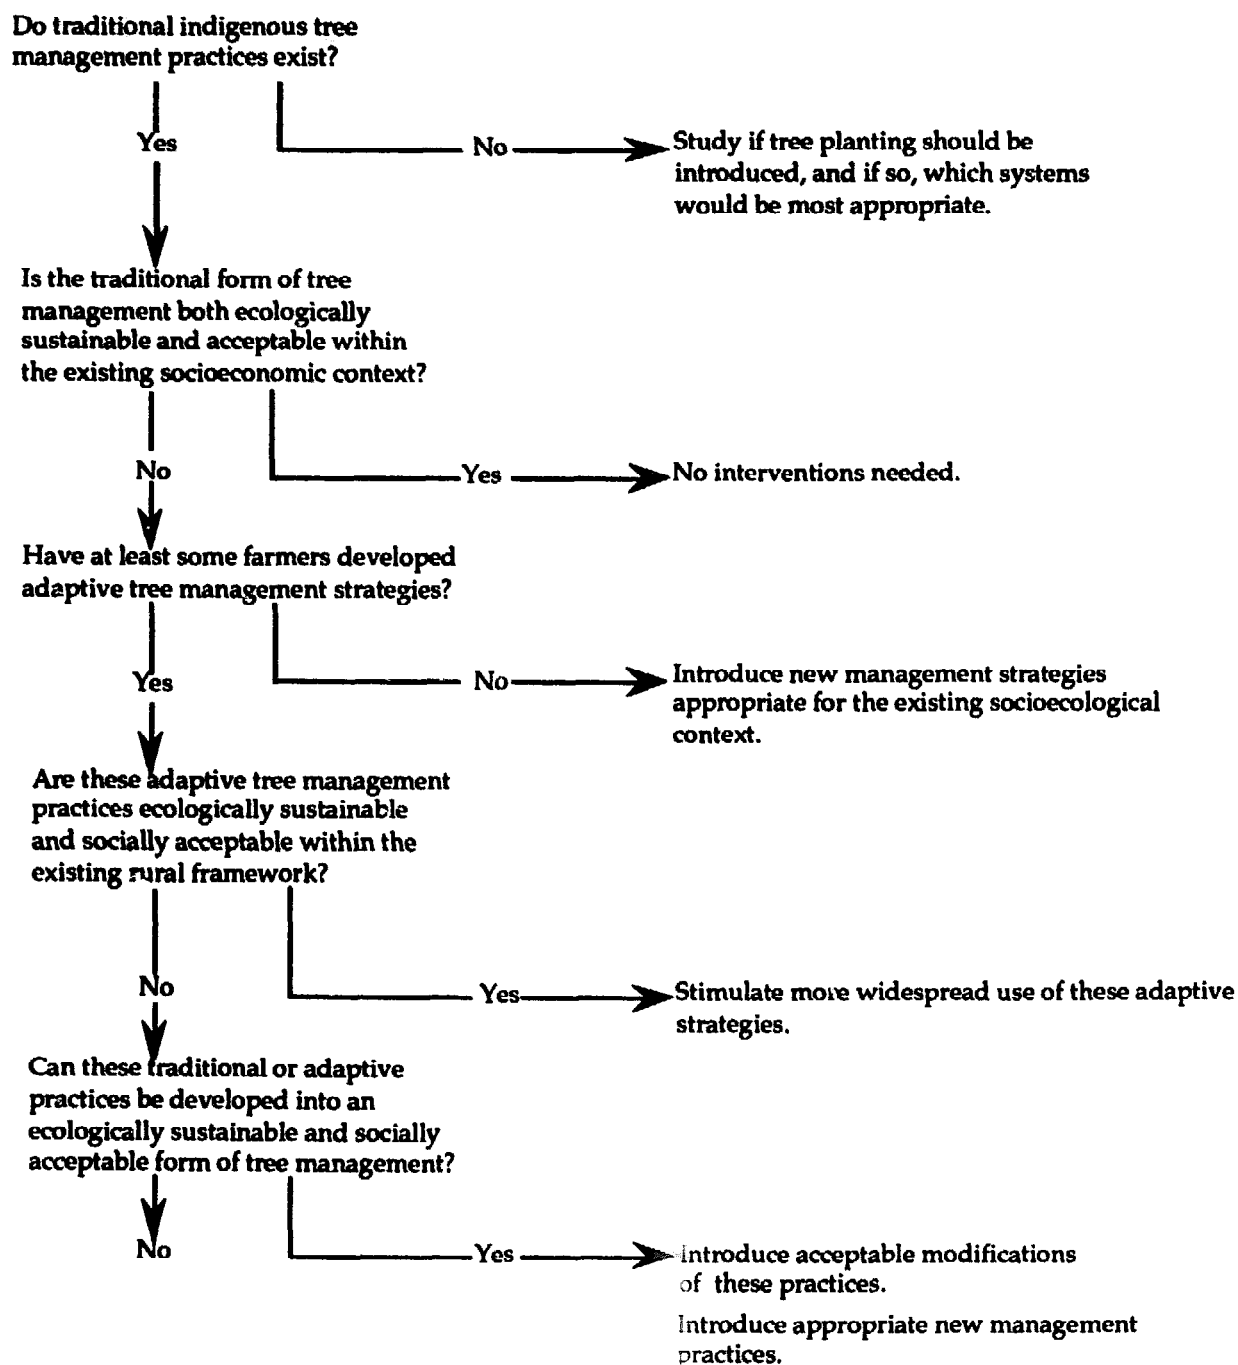 Do traditional indigenous tree
management practices exist?
Yes
No
Study if tree planting should be
introduced, and if so, which systems
would be most appropriate.
Is the traditional form of tree
management both ecologically
sustainable and acceptable within
the existing socioeconomic context?
No
Yes
No interventions needed.
Have at least some farmers developed
adaptive tree management strategies?
Yes
No
Introduce new management strategies
appropriate for the existing socioecological
context.
Are these adaptive tree management
practices ecologically sustainable
and socially acceptable within the
existing rural framework?
No
Yes
Stimulate more widespread use of these adaptive
strategies.
Can these traditional or adaptive
practices be developed into an
ecologically sustainable and socially
acceptable form of tree management?
No
Yes
Introduce acceptable modifications
of these practices.
Introduce appropriate new management
practices.